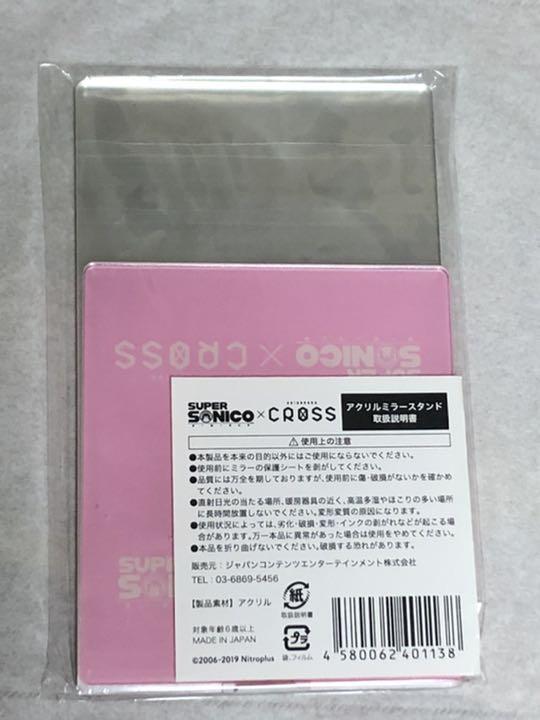 CR0SS × SUPER SONICO
SUPER SONICO × SHIROBAKO CR0SS アクリルミラースタンド
取扱説明書
⚠使用上の注意
●本製品を本来の目的以外にはご使用にならないでください。
●使用前にミラーの保護シートを剥がしてください。
●品質には万全を期しておりますが、使用前に傷・破損がないかを確かめ
てください。
●直射日光の当たる場所、暖房器具の近く、高温多湿やほこりの多い場所
に長時間放置しないでください。変形変質の原因になります。
●使用状況によっては、劣化・破損・変形・インクの剥がれなどが起こる場
合があります。万一本品に異常があった場合は使用をやめてください。
●本品を折り曲げないでください。破損する恐れがあります。
販売元：ジャパンコンテンツエンターテインメント株式会社
TEL：03-6869-5456
【製品素材】アクリル
紙
取扱説明書
対象年齢6歳以上
MADE IN JAPAN
プラ
袋、フィルム
©2006-2019 Nitroplus
4 580062 401138
SUPER
SONICO